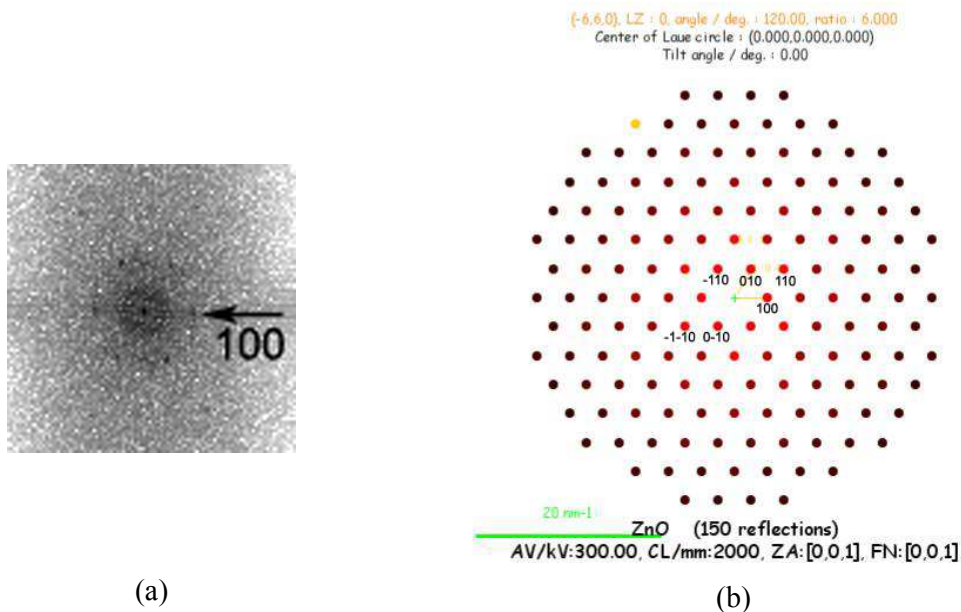 (-6,6,0), LZ : 0, angle / deg. : 120.00, ratio : 6.000
Center of Laue circle : (0.000,0.000,0.000)
Tilt angle / deg. : 0.00
-110 010 110
100
100
-1-10 0-10
20 nm-1
ZnO (150 reflections)
AV/kV:300.00, CL/mm:2000, ZA:[0,0,1], FN:[0,0,1]
(a)
(b)